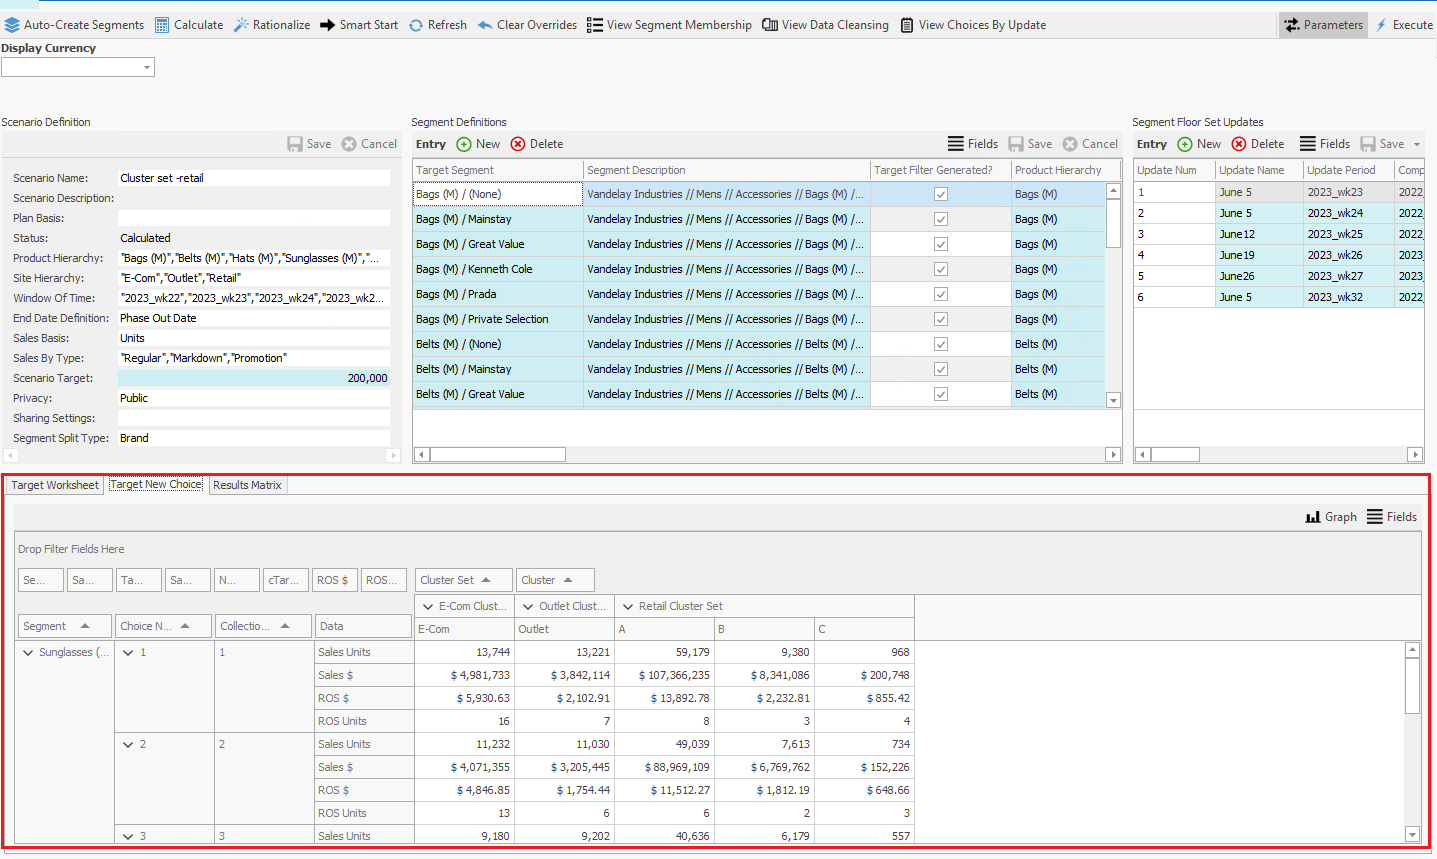 Auto-Create Segments Calculate Rationalize Smart Start Refresh Clear Overrides View Segment Membership View Data Cleansing View Choices By Update Parameters Execute
Display Currency
Scenario Definition
Save Cancel
Scenario Name: Cluster set -retail
Scenario Description:
Plan Basis:
Status: Calculated
Product Hierarchy: "Bags (M)","Belts (M)","Hats (M)","Sunglasses (M)","...
Site Hierarchy: "E-Com","Outlet","Retail"
Window Of Time: "2023_wk22","2023_wk23","2023_wk24","2023_wk2...
End Date Definition: Phase Out Date
Sales Basis: Units
Sales By Type: "Regular","Markdown","Promotion"
Scenario Target: 200,000
Privacy: Public
Sharing Settings:
Segment Split Type: Brand
Segment Definitions
Entry New Delete Fields Save Cancel
Target Segment Segment Description Target Filter Generated? Product Hierarchy
Bags (M) / (None) Vandelay Industries // Mens // Accessories // Bags (M) /... Bags (M)
Bags (M) / Mainstay Vandelay Industries // Mens // Accessories // Bags (M) /... Bags (M)
Bags (M) / Great Value Vandelay Industries // Mens // Accessories // Bags (M) /... Bags (M)
Bags (M) / Kenneth Cole Vandelay Industries // Mens // Accessories // Bags (M) /... Bags (M)
Bags (M) / Prada Vandelay Industries // Mens // Accessories // Bags (M) /... Bags (M)
Bags (M) / Private Selection Vandelay Industries // Mens // Accessories // Bags (M) /... Bags (M)
Belts (M) / (None) Vandelay Industries // Mens // Accessories // Belts (M) /... Belts (M)
Belts (M) / Mainstay Vandelay Industries // Mens // Accessories // Belts (M) /... Belts (M)
Belts (M) / Great Value Vandelay Industries // Mens // Accessories // Belts (M) /... Belts (M)
Segment Floor Set Updates
Entry New Delete Fields Save
Update Num Update Name Update Period Comp
1 June 5 2023_wk23 2022_
2 June 5 2023_wk24 2022_
3 June12 2023_wk25 2022_
4 June19 2023_wk26 2023_
5 June26 2023_wk27 2023_
6 June 5 2023_wk32 2022_
Target Worksheet Target New Choice Results Matrix
Graph Fields
Drop Filter Fields Here
Se... Sa... Ta... Sa... N... cTar... ROS $ ROS... Cluster Set Cluster
E-Com Clust... Outlet Clust... Retail Cluster Set
Segment Choice N... Collectio... Data E-Com Outlet A B C
Sunglasses (... 1 1 Sales Units 13,744 13,221 59,179 9,380 968
Sales $ $ 4,981,733 $ 3,842,114 $ 107,366,235 $ 8,341,086 $ 200,748
ROS $ $ 5,930.63 $ 2,102.91 $ 13,892.78 $ 2,232.81 $ 855.42
ROS Units 16 7 8 3 4
2 2 Sales Units 11,232 11,030 49,039 7,613 734
Sales $ $ 4,071,355 $ 3,205,445 $ 88,969,109 $ 6,769,762 $ 152,226
ROS $ $ 4,846.85 $ 1,754.44 $ 11,512.27 $ 1,812.19 $ 648.66
ROS Units 13 6 6 2 3
3 3 Sales Units 9,180 9,202 40,636 6,179 557